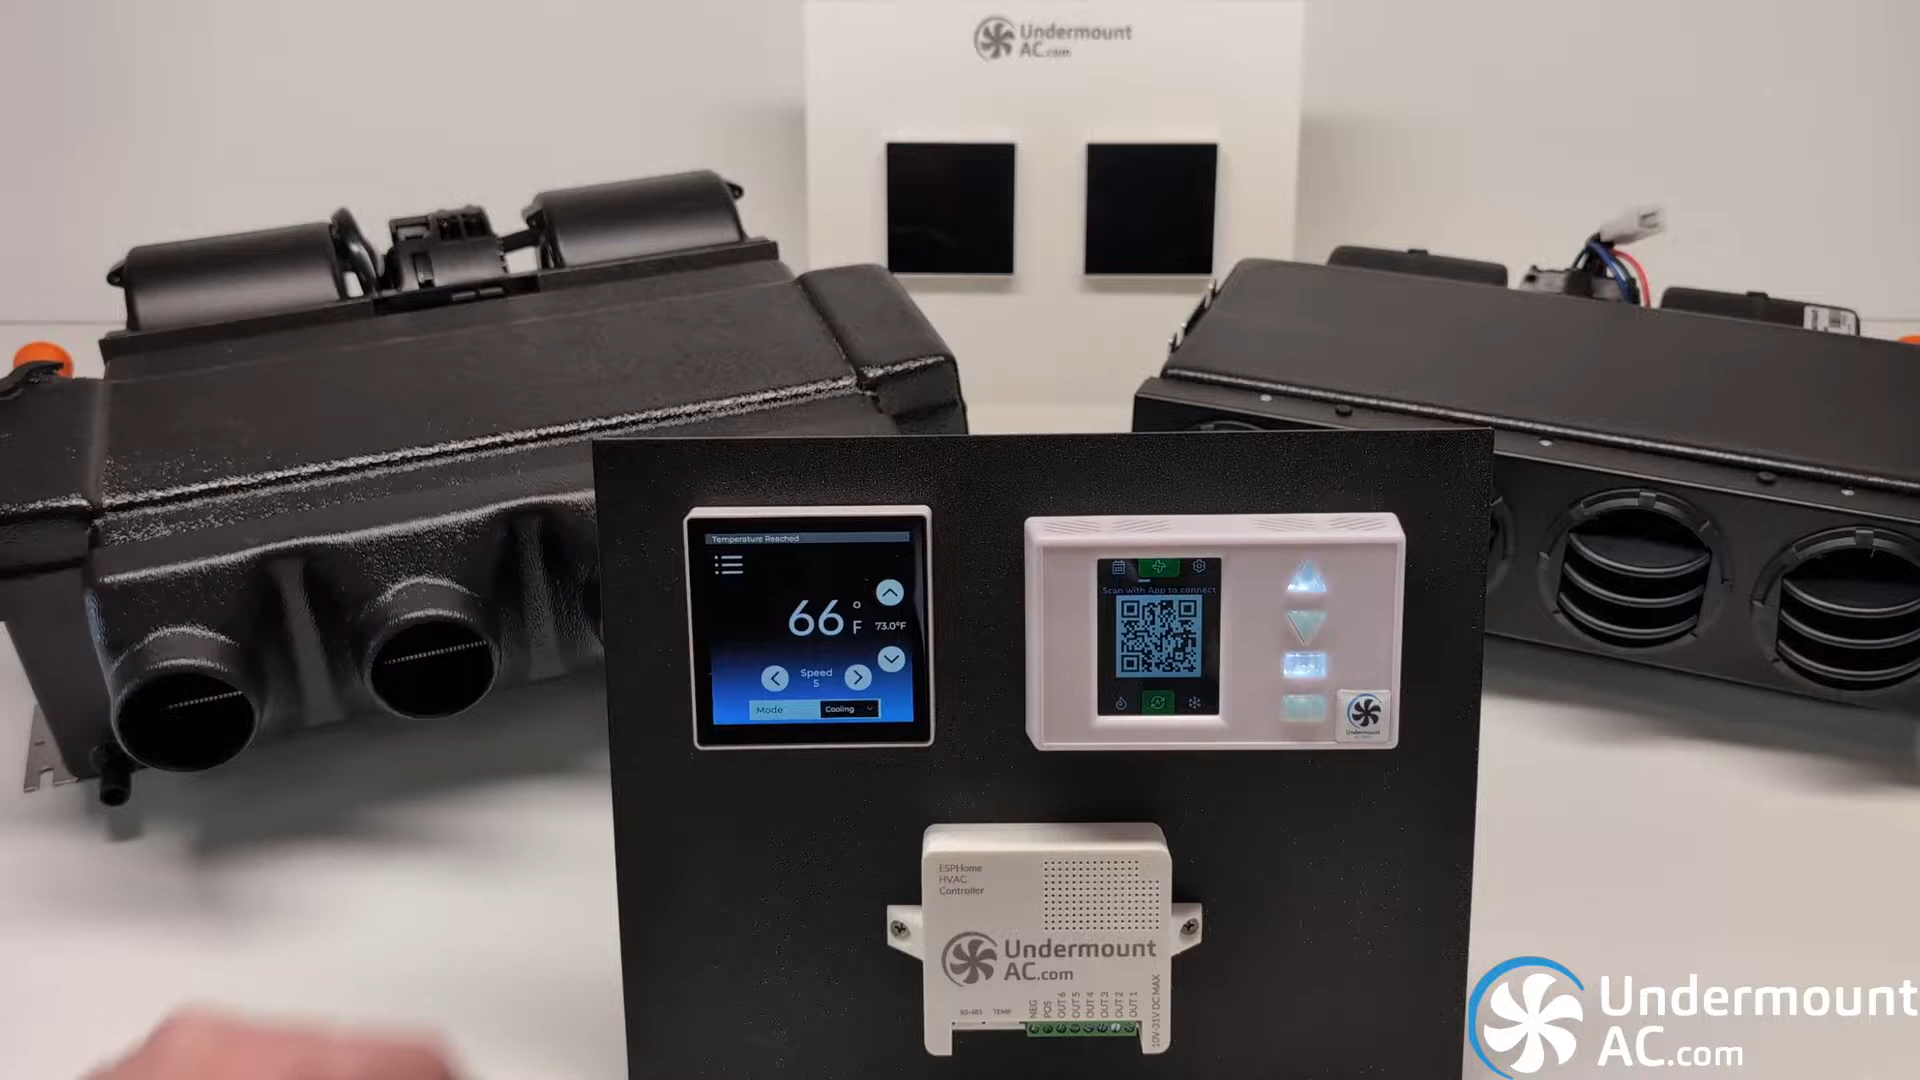 Undermount
AC.com
Temperature Reached
66 °F
73.0°F
Speed
5
Mode
Cooling
Scan with App to connect
Undermount
ESPHome
HVAC
Controller
Undermount
AC.com
RS-485
TEMP
NEG
POS
OUT 6
OUT 5
OUT 4
OUT 3
OUT 2
OUT 1
10V-31V DC MAX
Undermount
AC.com